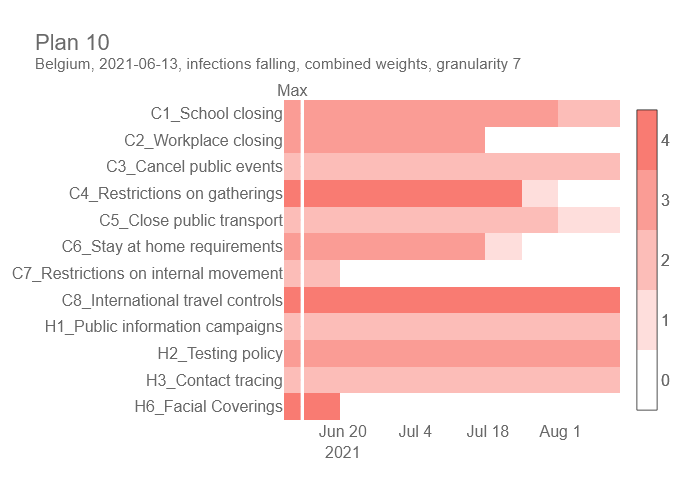 Plan 10
Belgium, 2021-06-13, infections falling, combined weights, granularity 7
Max
C1_School closing
C2_Workplace closing
C3_Cancel public events
C4_Restrictions on gatherings
C5_Close public transport
C6_Stay at home requirements
C7_Restrictions on internal movement
C8_International travel controls
H1_Public information campaigns
H2_Testing policy
H3_Contact tracing
H6_Facial Coverings
Jun 20 Jul 4 Jul 18 Aug 1
2021
4
3
2
1
0